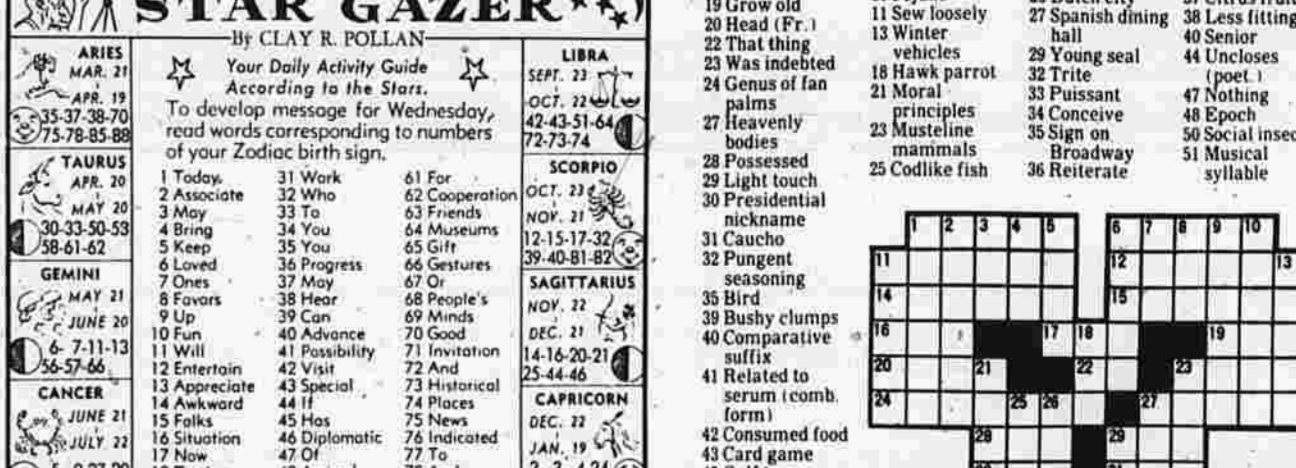 STAR GAZER
By CLAY R. POLLAN
ARIES
MAR. 21
APR. 19
35-37-38-70
75-78-85-88
TAURUS
APR. 20
MAY 20
30-33-50-53
58-61-62
GEMINI
MAY 21
JUNE 20
6- 7-11-13
56-57-66
CANCER
JUNE 21
JULY 22
Your Daily Activity Guide
According to the Stars.
To develop message for Wednesday,
read words corresponding to numbers
of your Zodiac birth sign.
1 Today,
2 Associate
3 May
4 Bring
5 Keep
6 Loved
7 Ones
8 Favors
9 Up
10 Fun
11 Will
12 Entertain
13 Appreciate
14 Awkward
15 Folks
16 Situation
17 Now
31 Work
32 Who
33 To
34 You
35 You
36 Progress
37 May
38 Hear
39 Can
40 Advance
41 Possibility
42 Visit
43 Special
44 If
45 Has
46 Diplomatic
47 Of
61 For
62 Cooperation
63 Friends
64 Museums
65 Gift
66 Gestures
67 Or
68 People's
69 Minds
70 Good
71 Invitation
72 And
73 Historical
74 Places
75 News
76 Indicated
77 To
LIBRA
SEPT. 23
OCT. 22
42-43-51-64
72-73-74
SCORPIO
OCT. 23
NOV. 21
12-15-17-32
39-40-81-82
SAGITTARIUS
NOV. 22
DEC. 21
14-16-20-21
25-44-46
CAPRICORN
DEC. 22
JAN. 19
19 Grow old
20 Head (Fr.)
22 That thing
23 Was indebted
24 Genus of fan
palms
27 Heavenly
bodies
28 Possessed
29 Light touch
30 Presidential
nickname
31 Caucho
32 Pungent
seasoning
35 Bird
39 Bushy clumps
40 Comparative
suffix
41 Related to
serum (comb.
form)
42 Consumed food
43 Card game
11 Sew loosely
13 Winter
vehicles
18 Hawk parrot
21 Moral
principles
23 Musteline
mammals
25 Codlike fish
27 Spanish dining
hall
29 Young seal
32 Trite
33 Puissant
34 Conceive
35 Sign on
Broadway
36 Reiterate
38 Less fitting
40 Senior
44 Uncloses
(poet.)
47 Nothing
48 Epoch
50 Social
51 Musical
syllable
1 2 3 4 5 6 7 8 9 10
11 12 13
14 15
16 17 18 19
20 21 22 23
24 25 26 27
28 29